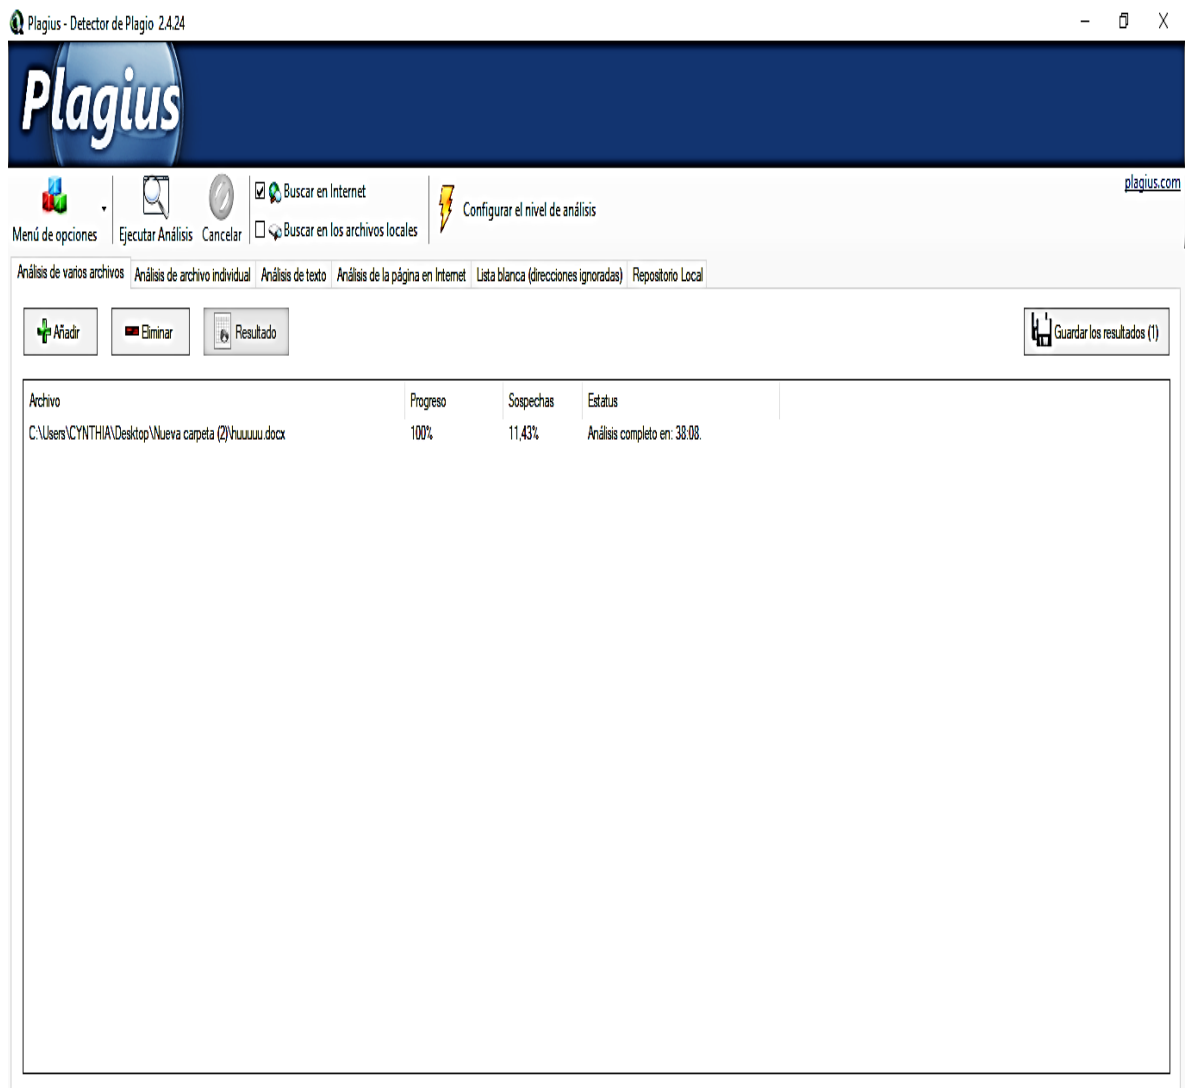 Plagius - Detector de Plagio 2.4.24
Plagius
plagius.com
Buscar en Internet
Configurar el nivel de análisis
Menú de opciones Ejecutar Análisis Cancelar Buscar en los archivos locales
Análisis de varios archivos Análisis de archivo individual Análisis de texto Análisis de la página en Internet Lista blanca (direcciones ignoradas) Repositorio Local
Añadir Eliminar Resultado Guardar los resultados (1)
Archivo Progreso Sospechas Estatus
C:\Users\CYNTHIA\Desktop\Nueva carpeta (2)\huuuuu.docx 100% 11,43% Análisis completo en: 38:08.